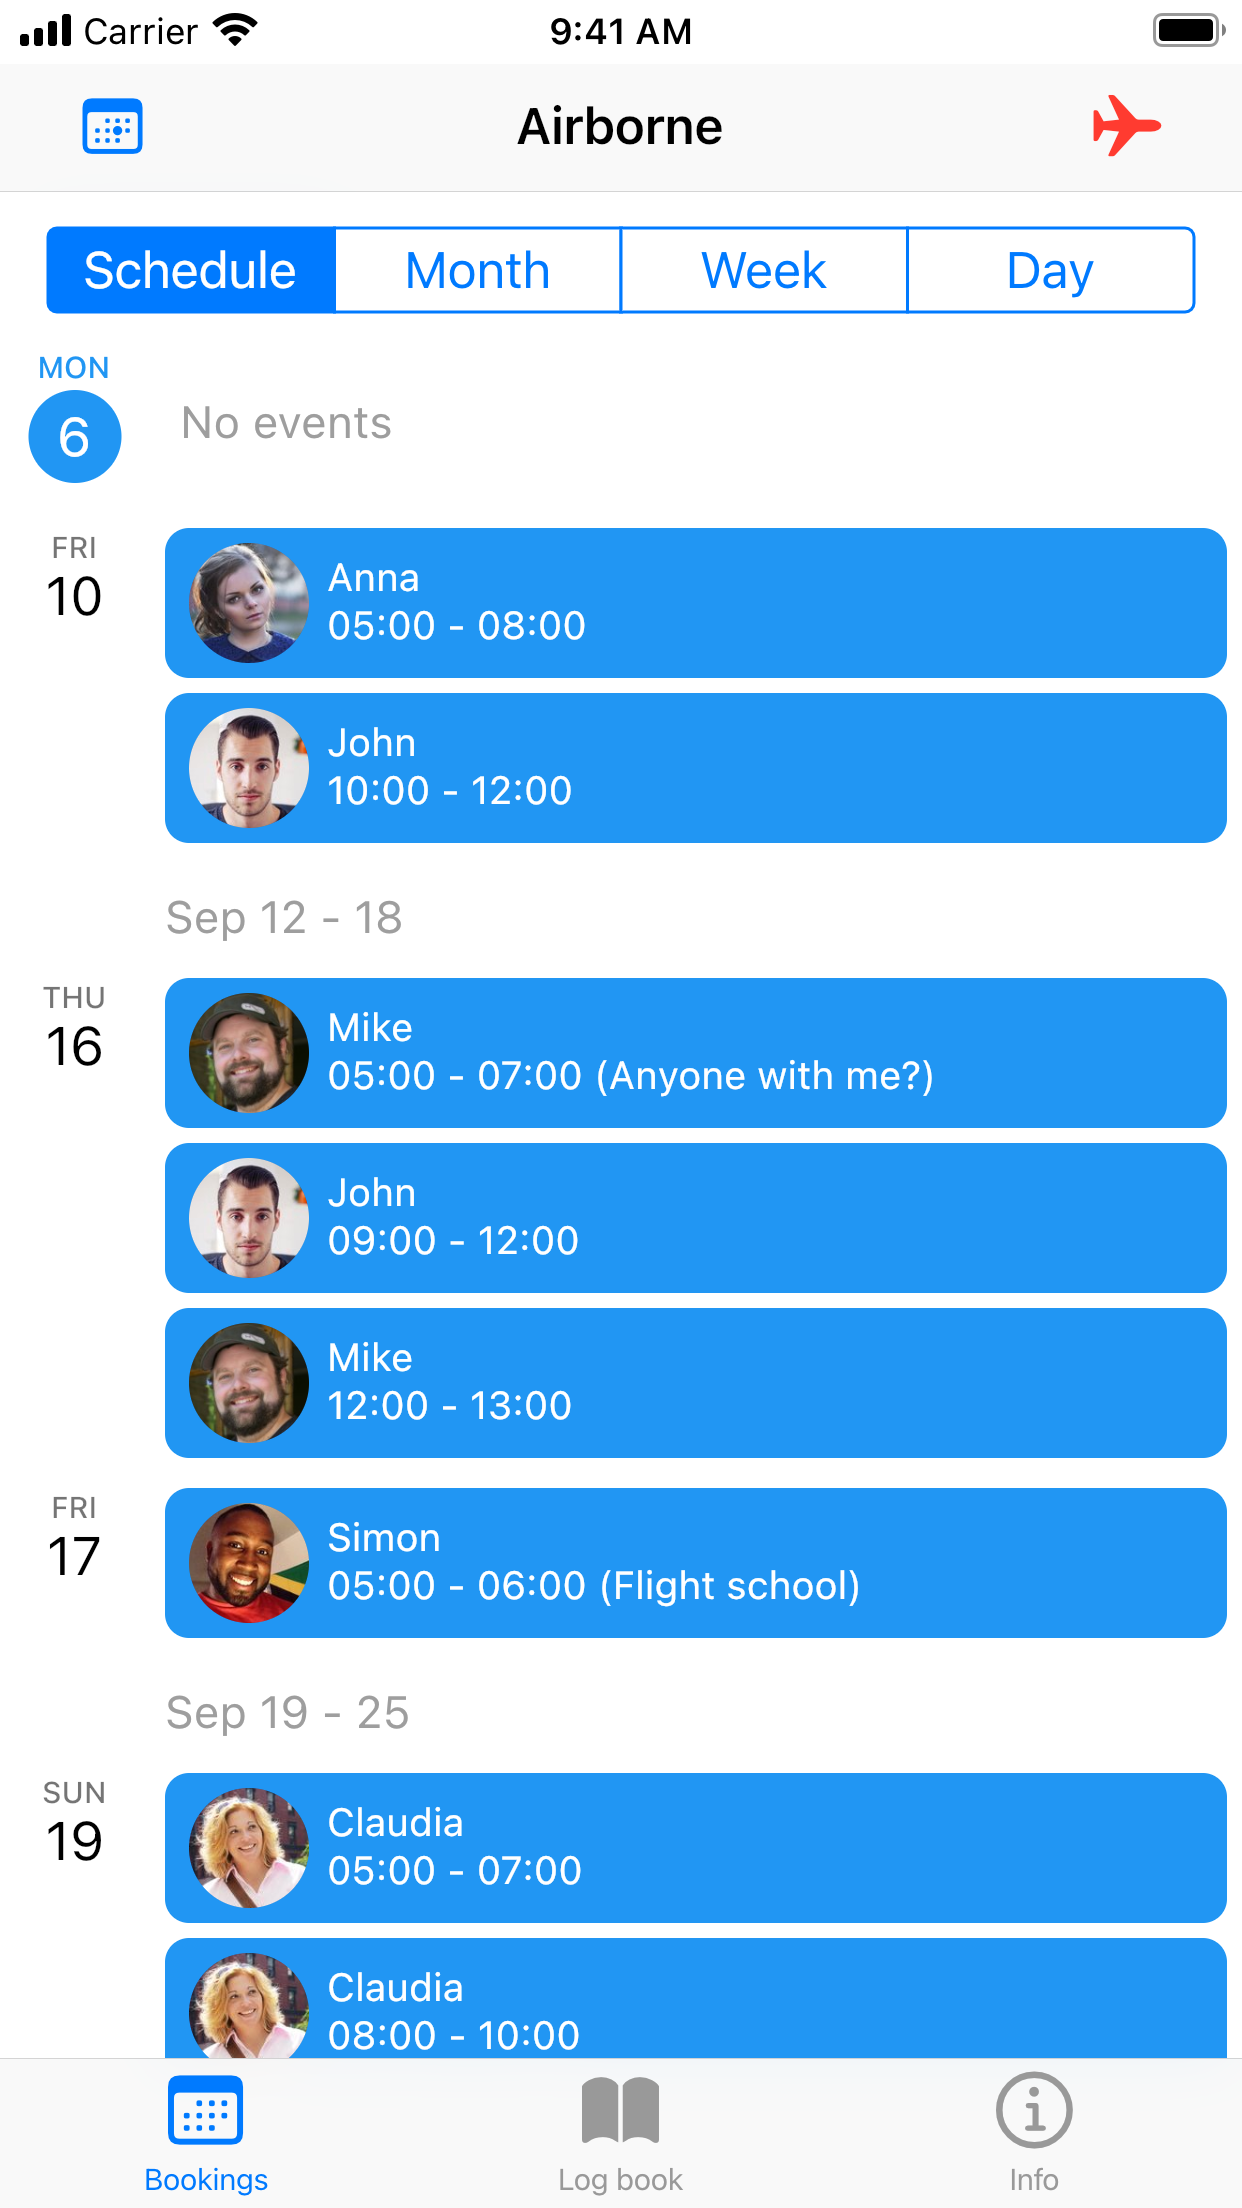 Carrier 9:41 AM
Airborne
Schedule Month Week Day
MON
6
No events
FRI
10
Anna
05:00 - 08:00
John
10:00 - 12:00
Sep 12 - 18
THU
16
Mike
05:00 - 07:00 (Anyone with me?)
John
09:00 - 12:00
Mike
12:00 - 13:00
FRI
17
Simon
05:00 - 06:00 (Flight school)
Sep 19 - 25
SUN
19
Claudia
05:00 - 07:00
Claudia
08:00 - 10:00
Bookings Log book Info